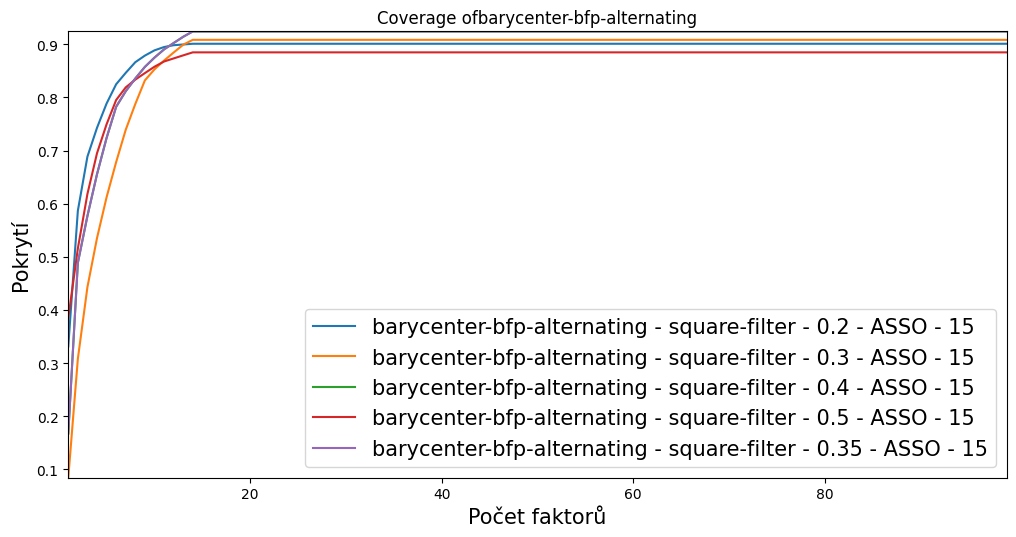 Coverage ofbarycenter-bfp-alternating
Pokrytí
0.9
0.8
0.7
0.6
0.5
0.4
0.3
0.2
0.1
barycenter-bfp-alternating - square-filter - 0.2 - ASSO - 15
barycenter-bfp-alternating - square-filter - 0.3 - ASSO - 15
barycenter-bfp-alternating - square-filter - 0.4 - ASSO - 15
barycenter-bfp-alternating - square-filter - 0.5 - ASSO - 15
barycenter-bfp-alternating - square-filter - 0.35 - ASSO - 15
20 40 60 80
Počet faktorů